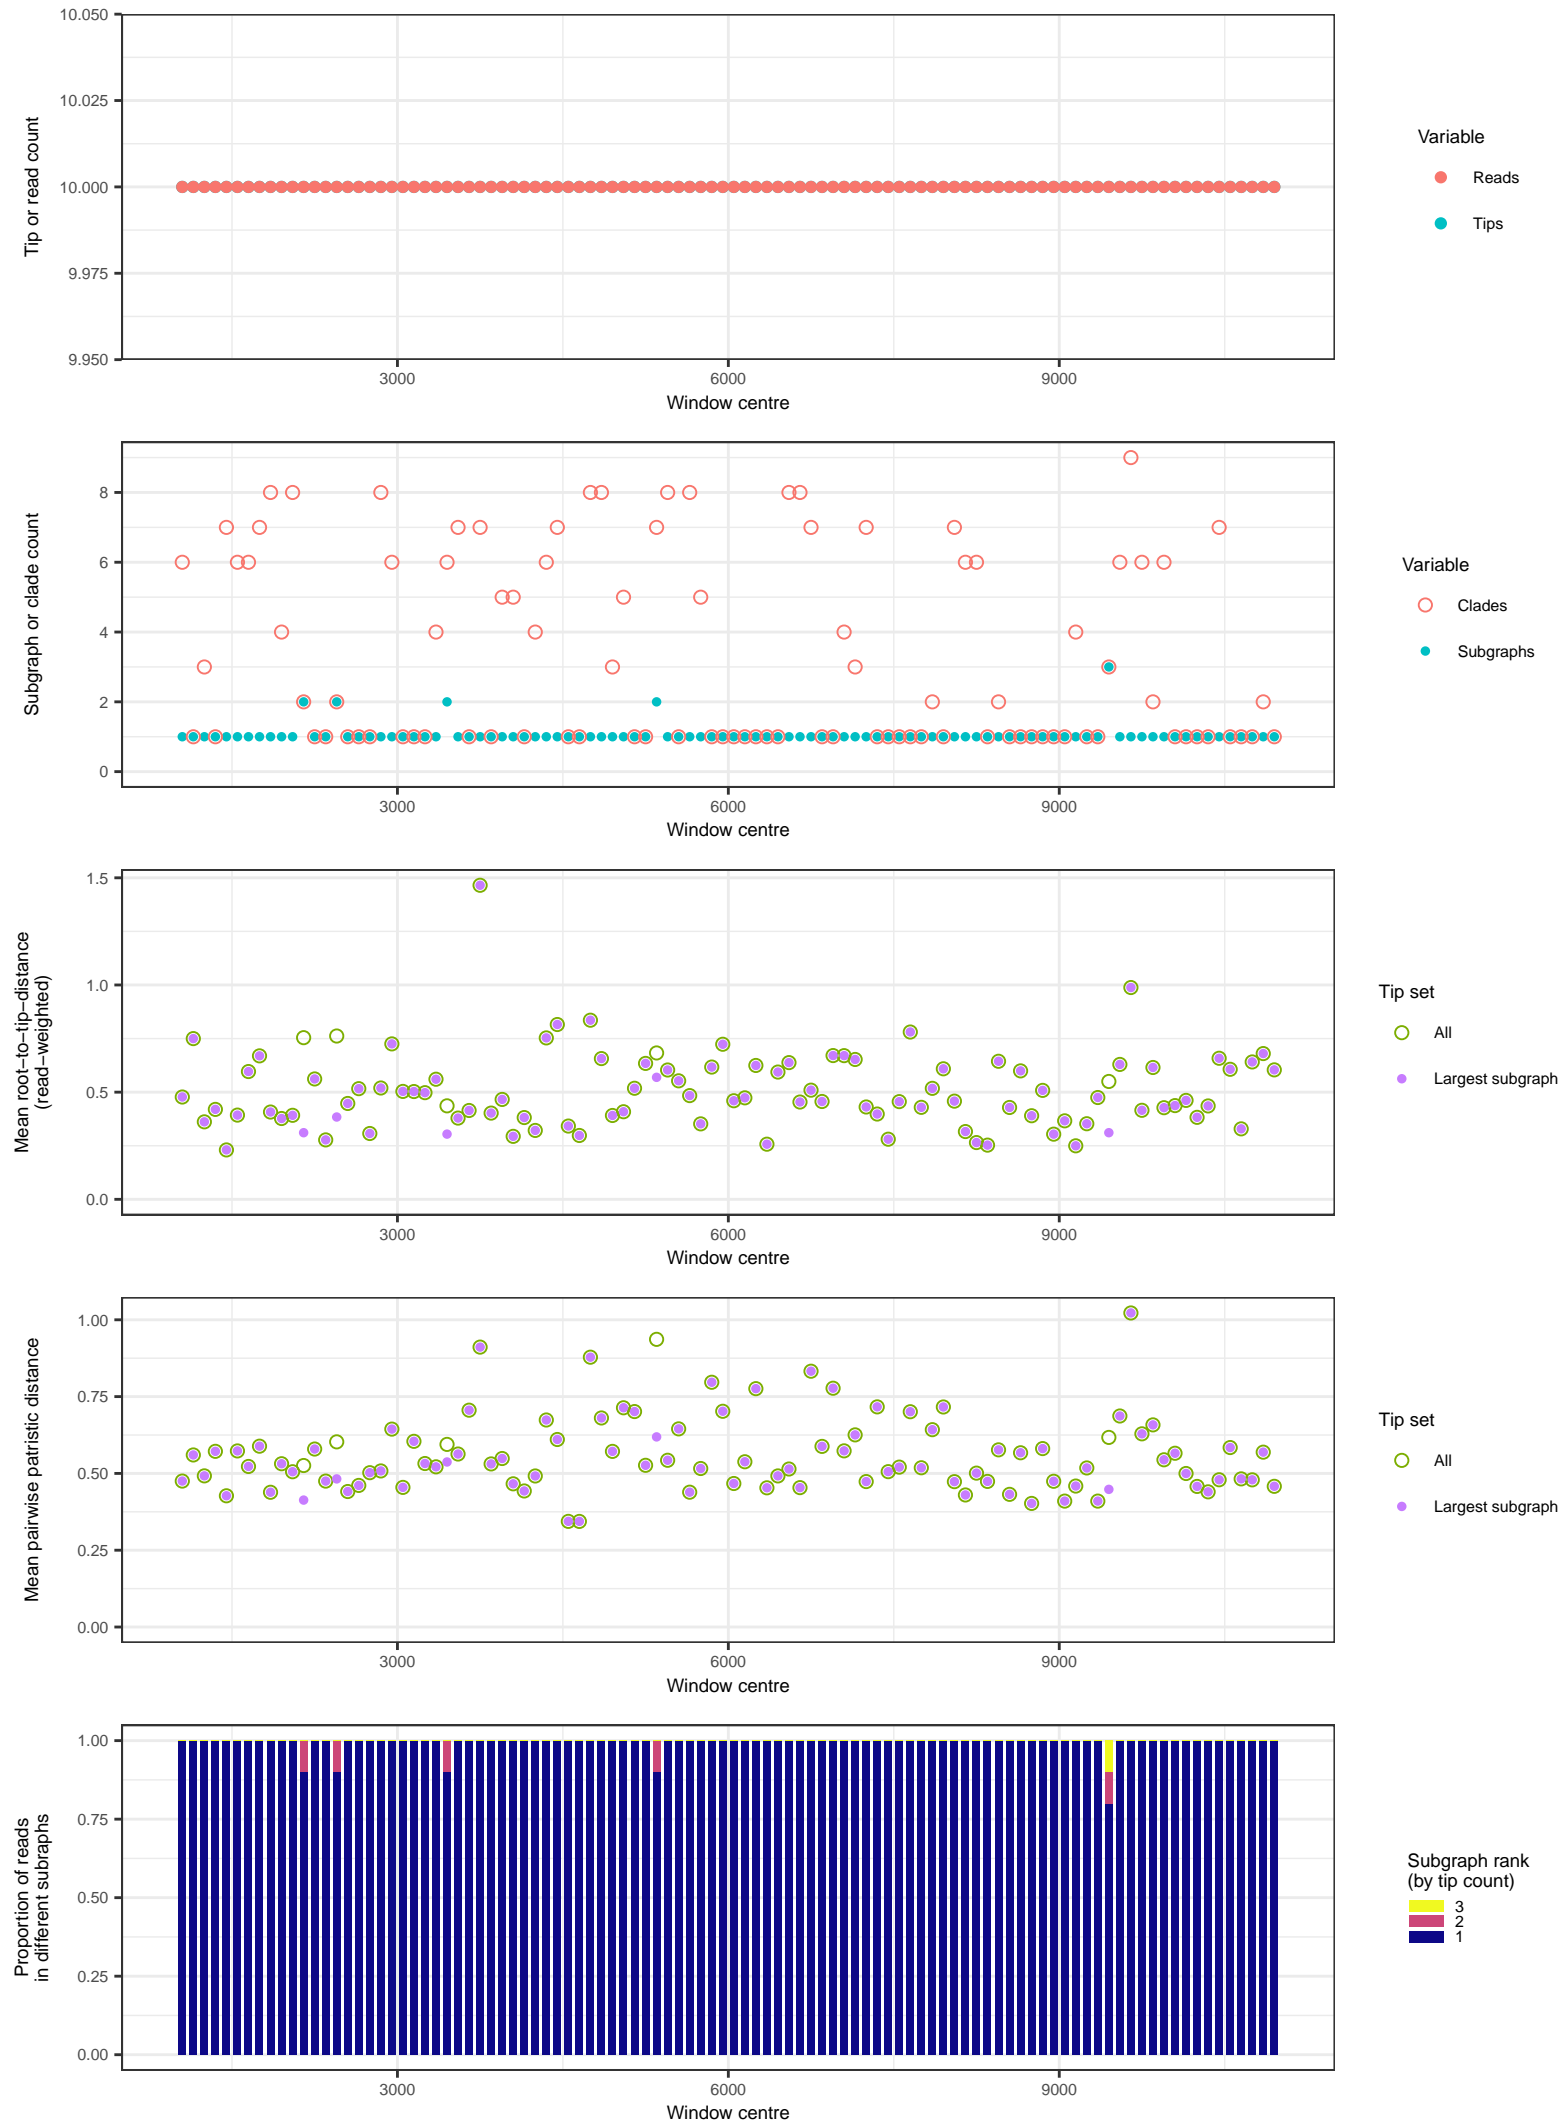 10.050
10.025
10.000
9.975
9.950
Tip or read count
3000
6000
9000
Window centre
Variable
Reads
Tips
8
6
4
2
0
Subgraph or clade count
3000
6000
9000
Window centre
Variable
Clades
Subgraphs
1.5
1.0
0.5
0.0
Mean root−to−tip−distance
(read−weighted)
3000
6000
9000
Window centre
Tip set
All
Largest subgraph
1.00
0.75
0.50
0.25
0.00
Mean pairwise patristic distance
3000
6000
9000
Window centre
Tip set
All
Largest subgraph
1.00
0.75
0.50
0.25
0.00
Proportion of reads
in different subraphs
3000
6000
9000
Window centre
Subgraph rank
(by tip count)
3
2
1